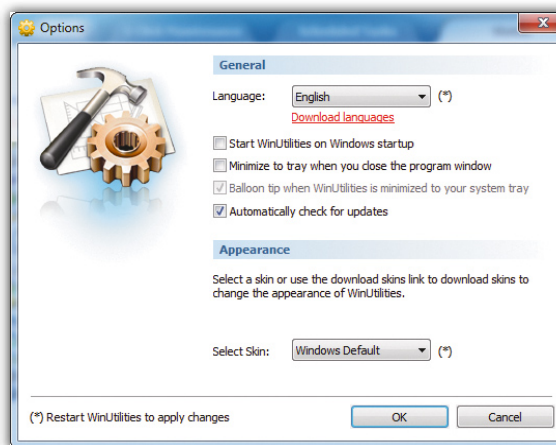 Options
General
Language: English (*)
Download languages
Start WinUtilities on Windows startup
Minimize to tray when you close the program window
Balloon tip when WinUtilities is minimized to your system tray
Automatically check for updates
Appearance
Select a skin or use the download skins link to download skins to
change the appearance of WinUtilities.
Select Skin: Windows Default (*)
(*) Restart WinUtilities to apply changes OK Cancel